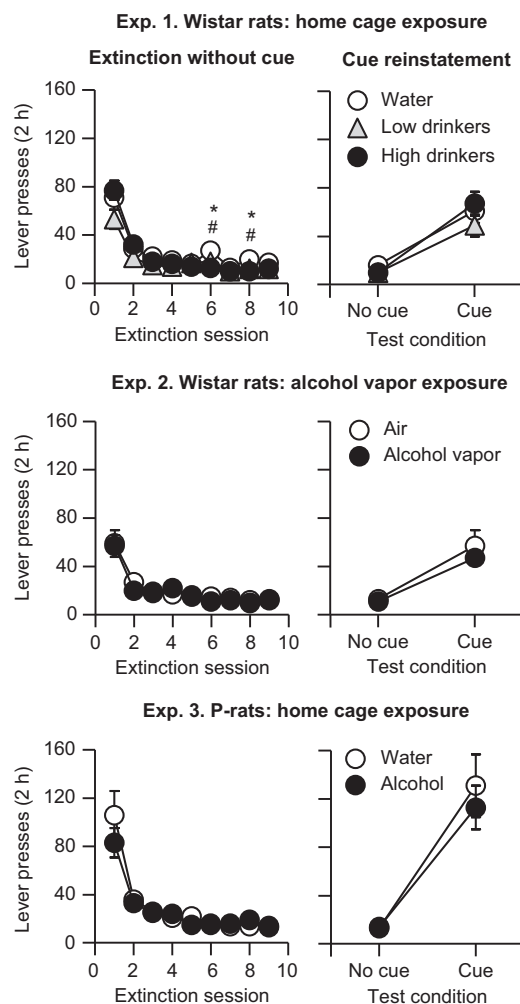 Exp. 1. Wistar rats: home cage exposure
Extinction without cue
Cue reinstatement
Lever presses (2 h)
160
120
80
40
0
0 2 4 6 8 10
* *
# #
Extinction session
Water
Low drinkers
High drinkers
No cue Cue
Test condition
Exp. 2. Wistar rats: alcohol vapor exposure
Lever presses (2 h)
160
120
80
40
0
0 2 4 6 8 10
Extinction session
Air
Alcohol vapor
No cue Cue
Test condition
Exp. 3. P-rats: home cage exposure
Lever presses (2 h)
160
120
80
40
0
0 2 4 6 8 10
Extinction session
Water
Alcohol
No cue Cue
Test condition